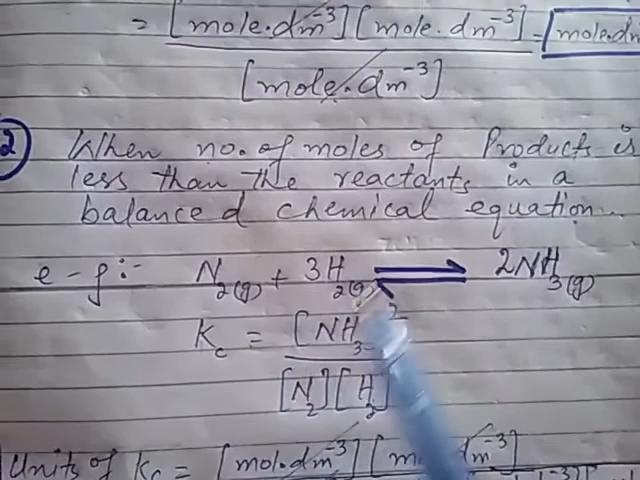 = [mole.dm⁻³][mole.dm⁻³] = mole.dm
[mole.dm⁻³]
2 When no. of moles of Products is
less than the reactants in a
balanced chemical equation...
e-g:- N₂(g) + 3H₂(g) ⇌ 2NH₃(g)
Kc = [NH₃ ²
[N₂][H₂
Units of Kc = [mol.dm⁻³][mo dm⁻³]